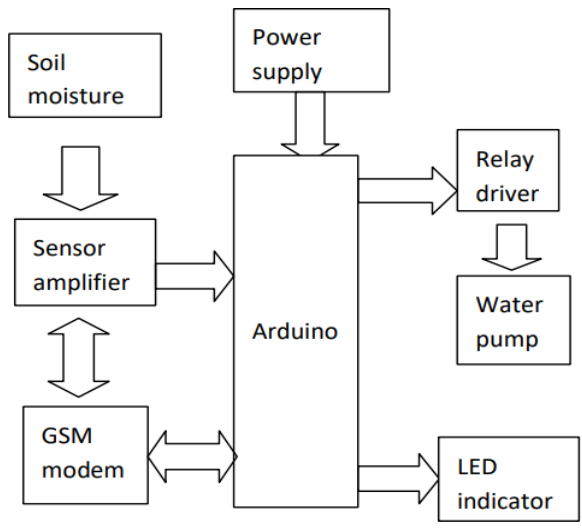 Soil
moisture
Power
supply
Relay
driver
Sensor
amplifier
Water
pump
Arduino
GSM
modem
LED
indicator